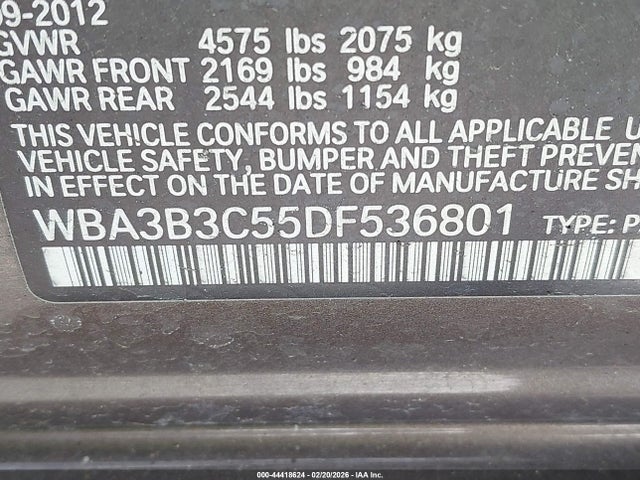 09-2012
GVWR 4575 lbs 2075 kg
GAWR FRONT 2169 lbs 984 kg
GAWR REAR 2544 lbs 1154 kg
THIS VEHICLE CONFORMS TO ALL APPLICABLE U
VEHICLE SAFETY, BUMPER AND THEFT PREVEN
IN EFFECT ON THE DATE OF MANUFACTURE SH
WBA3B3C55DF536801 TYPE: P
000-44418624 - 02/20/2026 - IAA Inc.